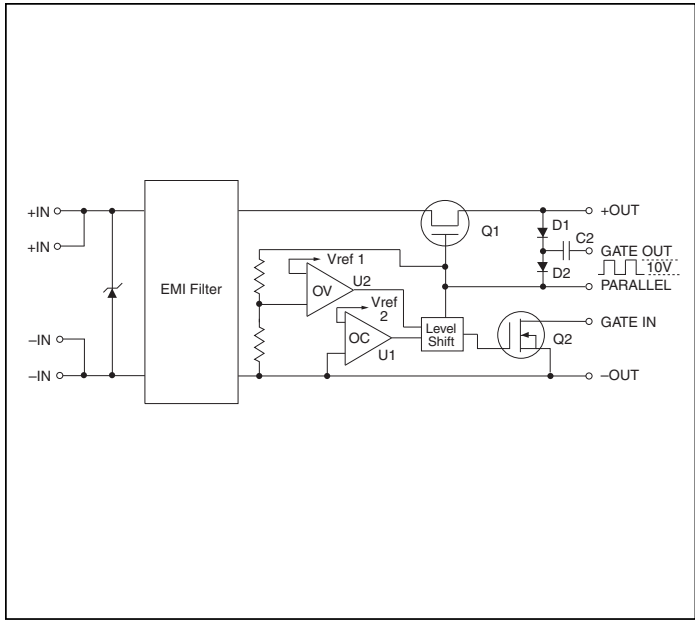 +IN
+IN
–IN
–IN
EMI Filter
Vref 1
OV
U2
Vref
2
OC
U1
Level
Shift
Q1
Q2
D1
C2
D2
+OUT
GATE OUT
10V
PARALLEL
GATE IN
–OUT